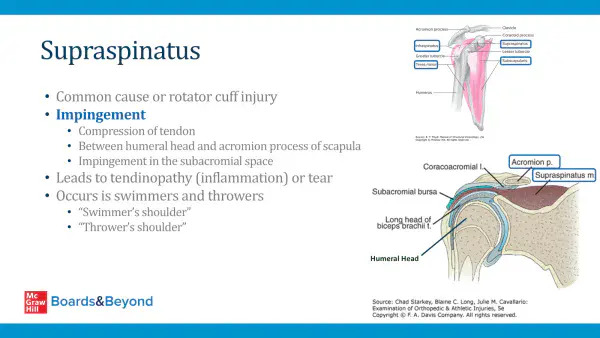 Supraspinatus
• Common cause or rotator cuff injury
• Impingement
• Compression of tendon
• Between humeral head and acromion process of scapula
• Impingement in the subacromial space
• Leads to tendinopathy (inflammation) or tear
• Occurs is swimmers and throwers
• “Swimmer’s shoulder”
• “Thrower’s shoulder”
Acromion process
Clavicle
Coracoid process
Infraspinatus
Supraspinatus
Greater tubercle
Lesser tubercle
Teres minor
Subscapularis
Humerus
Coracoacromial l.
Acromion p.
Supraspinatus m.
Subacromial bursa
Long head of
biceps brachii t.
Humeral Head
Source: Chad Starkey, Blaine C. Long, Julie M. Cavallario:
Examination of Orthopedic & Athletic Injuries, 5e
Copyright © F. A. Davis Company. All rights reserved.
Mc
Graw
Hill
Boards&Beyond